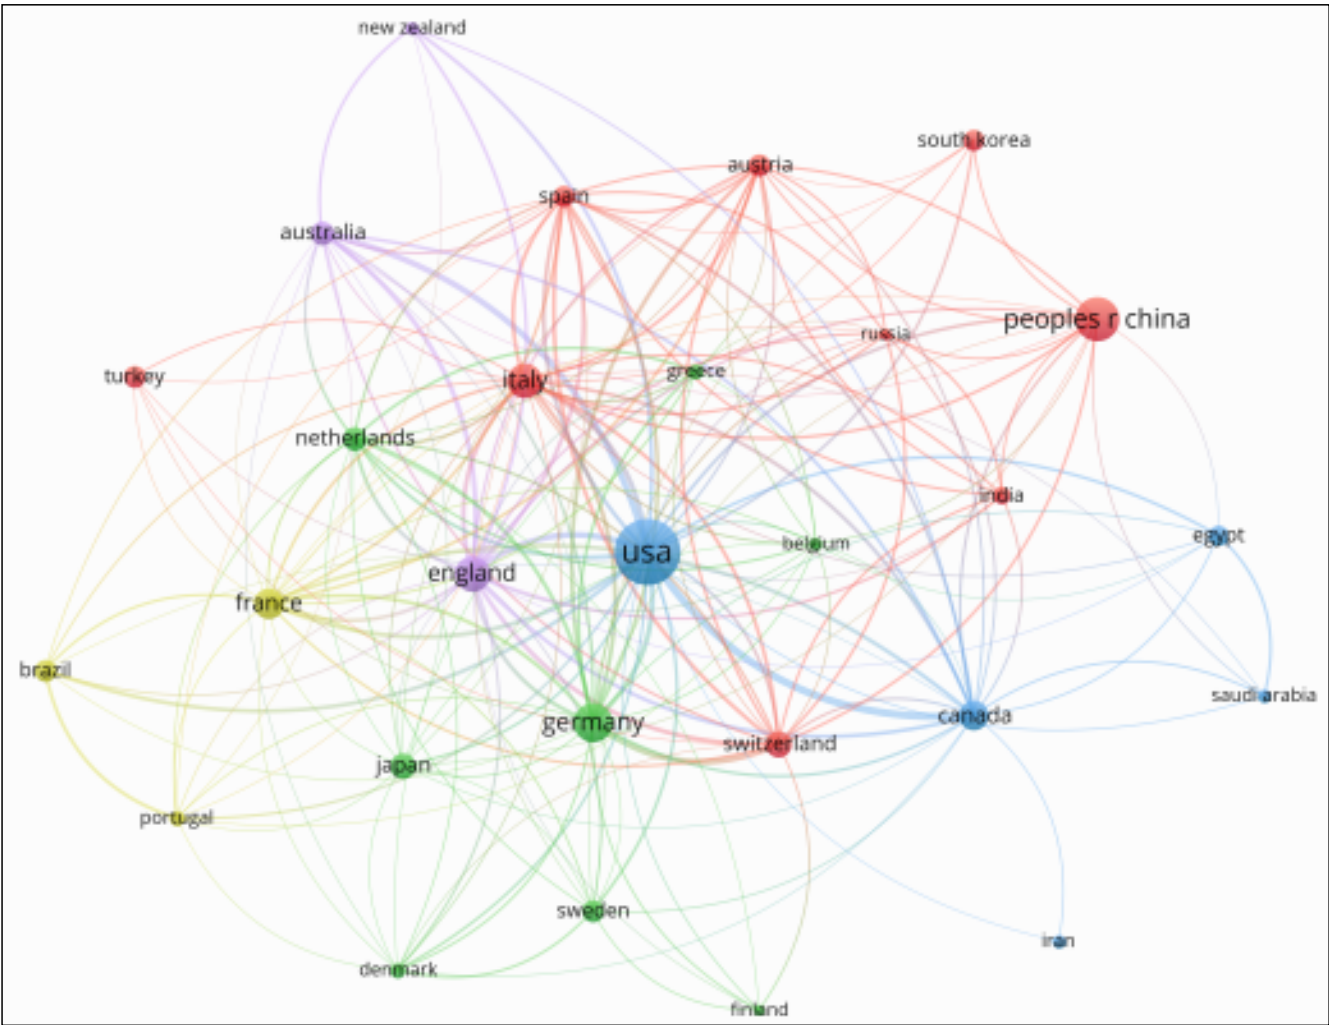 new zealand
south korea
austria
spain
australia
peoples r china
russia
greece
turkey
italy
netherlands
india
egypt
belgium
usa
england
france
brazil
saudi arabia
canada
germany
switzerland
japan
portugal
sweden
iran
denmark
finland